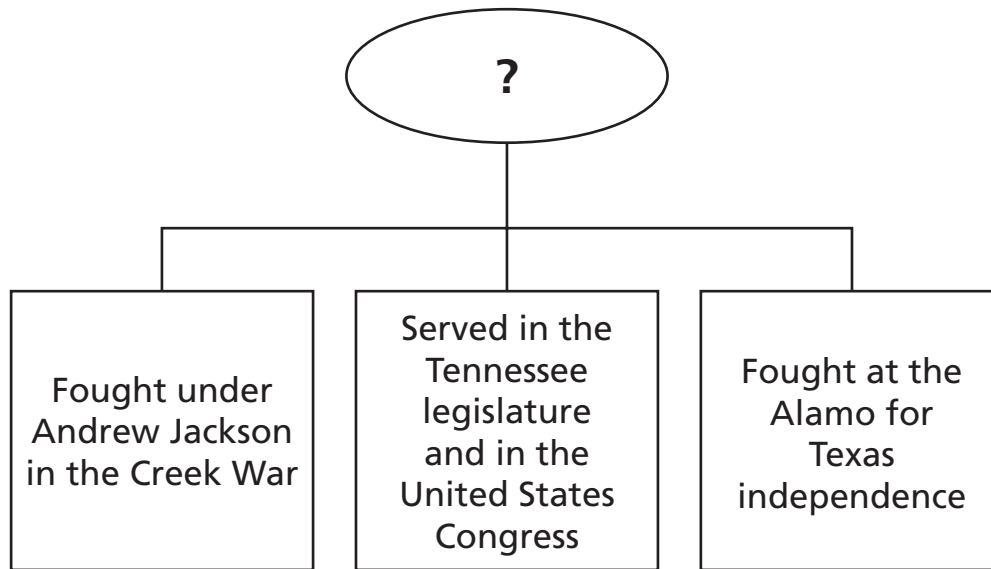 ?
Fought under
Andrew Jackson
in the Creek War
Served in the
Tennessee
legislature
and in the
United States
Congress
Fought at the
Alamo for
Texas
independence